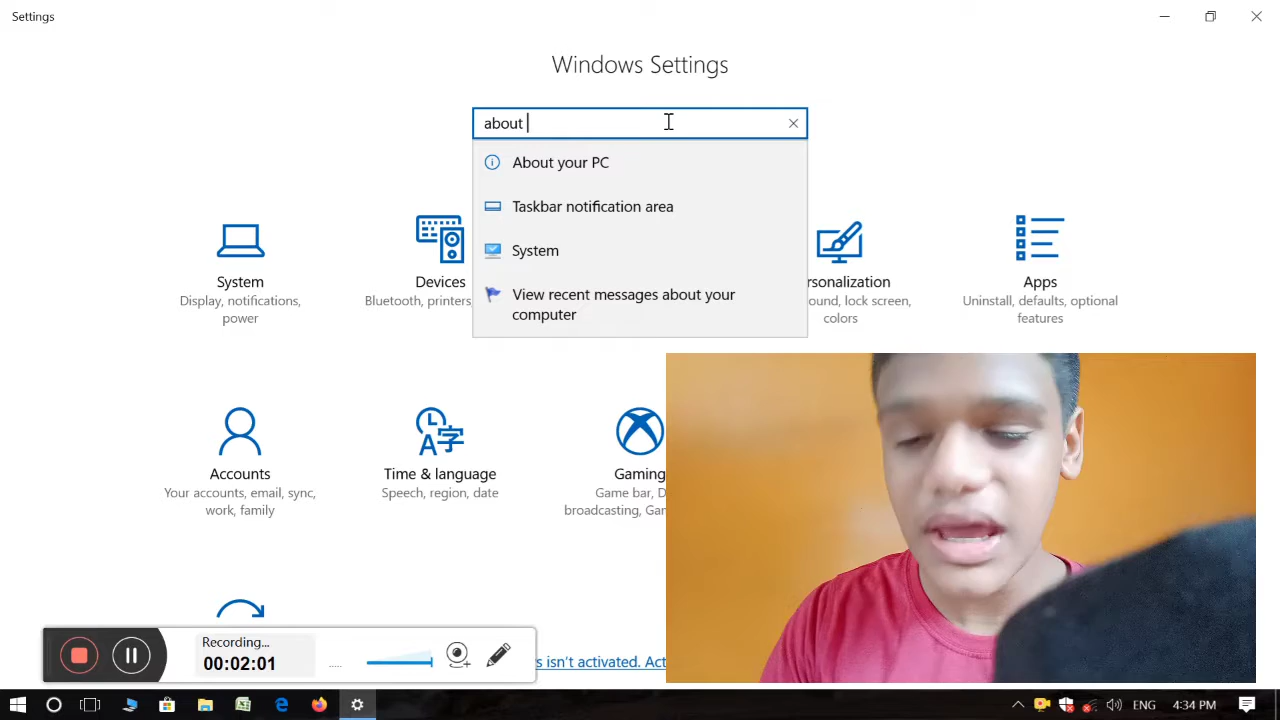 Settings
Windows Settings
about
About your PC
Taskbar notification area
System
View recent messages about your
computer
System
Display, notifications,
power
Devices
Bluetooth, printers,
rsonalization
ound, lock screen,
colors
Apps
Uninstall, defaults, optional
features
Accounts
Your accounts, email, sync,
work, family
Time & language
Speech, region, date
Gaming
Game bar, D
broadcasting, Gam
Recording...
00:02:01
.....
s isn't activated. Act
ENG
4:34 PM